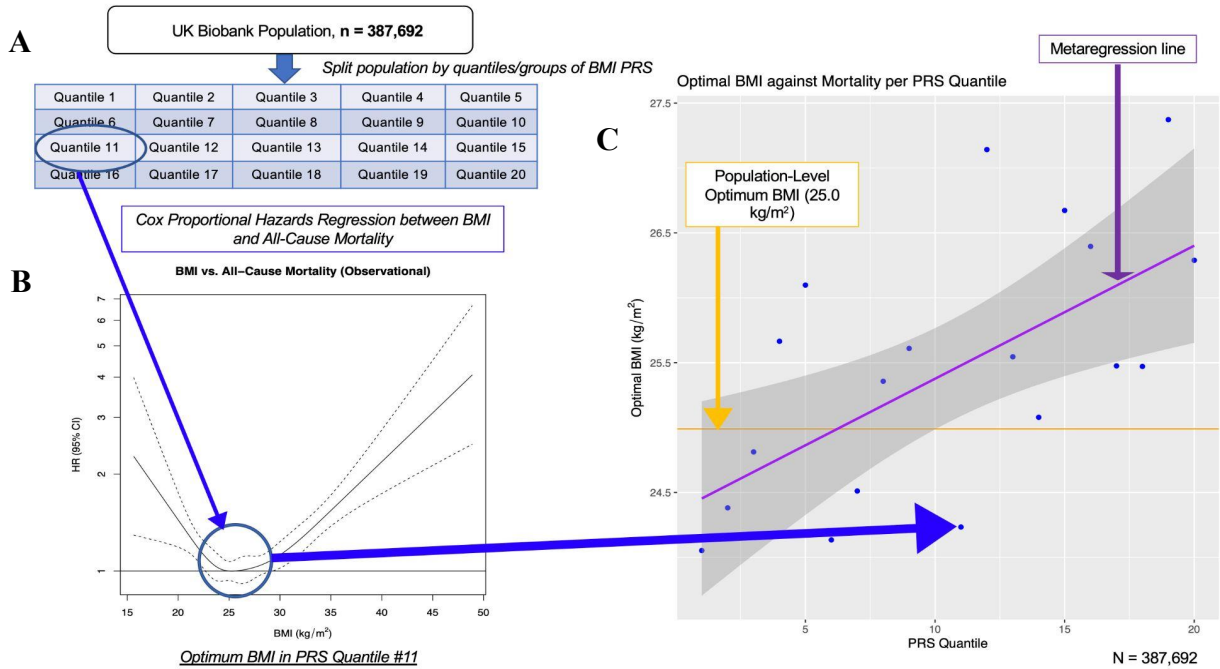 A
UK Biobank Population, n = 387,692
Split population by quantiles/groups of BMI PRS
Quantile 1 Quantile 2 Quantile 3 Quantile 4 Quantile 5
Quantile 6 Quantile 7 Quantile 8 Quantile 9 Quantile 10
Quantile 11 Quantile 12 Quantile 13 Quantile 14 Quantile 15
Quantile 16 Quantile 17 Quantile 18 Quantile 19 Quantile 20
Cox Proportional Hazards Regression between BMI
and All-Cause Mortality
B
BMI vs. All-Cause Mortality (Observational)
HR (95% CI)
7
6
5
4
3
2
1
15 20 25 30 35 40 45 50
BMI (kg/m²)
Optimum BMI in PRS Quantile #11
C
Metaregression line
Optimal BMI against Mortality per PRS Quantile
Population-Level
Optimum BMI (25.0
kg/m²)
Optimal BMI (kg/m²)
27.5
26.5
25.5
24.5
5 10 15 20
PRS Quantile
N = 387,692